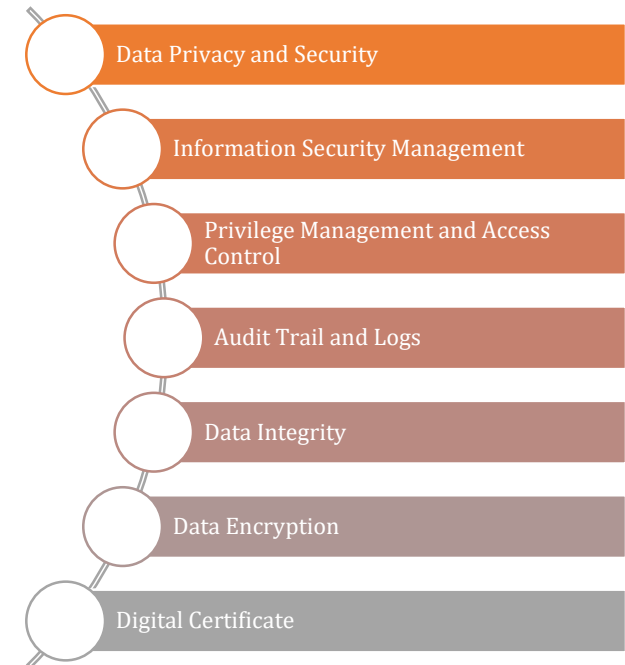 Data Privacy and Security
Information Security Management
Privilege Management and Access
Control
Audit Trail and Logs
Data Integrity
Data Encryption
Digital Certificate